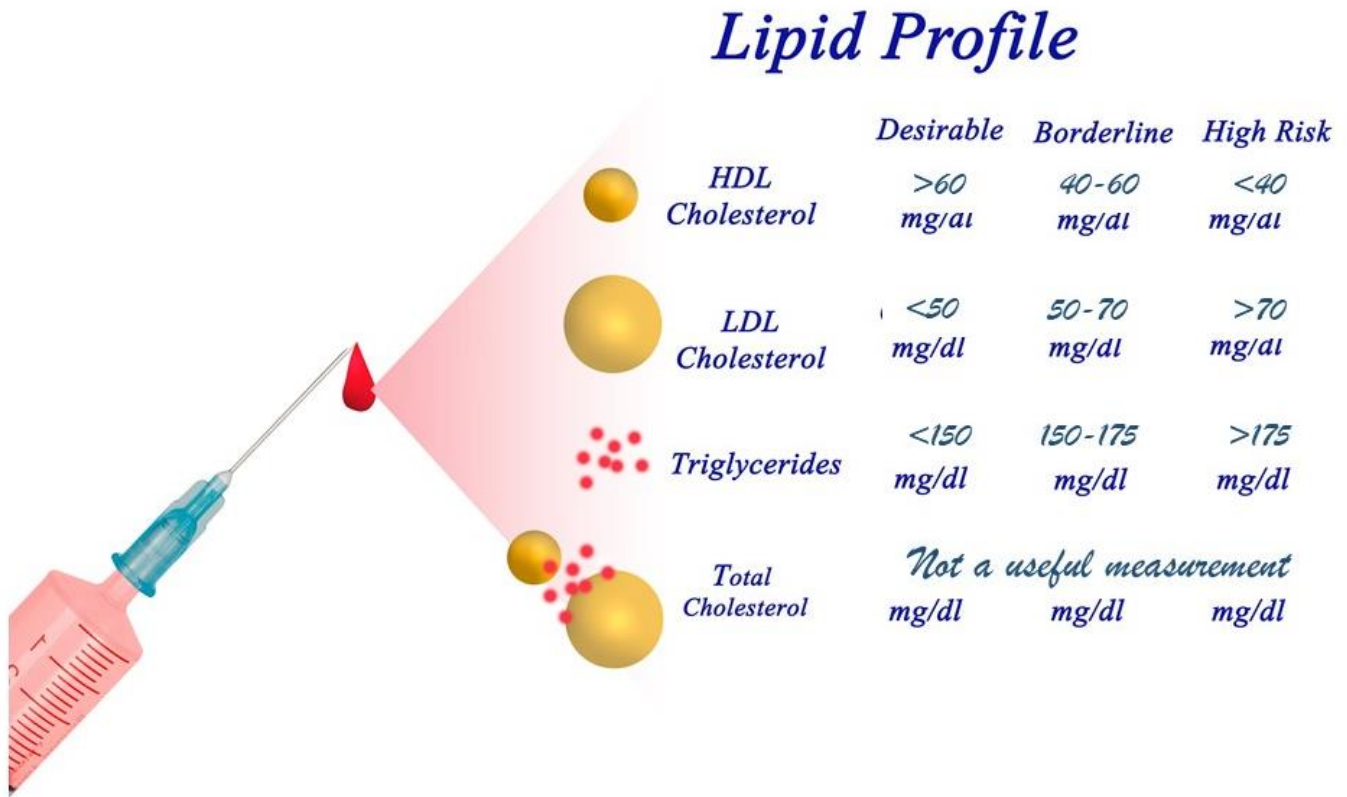 Lipid Profile
Desirable Borderline High Risk
HDL Cholesterol >60 mg/dl 40-60 mg/dl <40 mg/dl
LDL Cholesterol <50 mg/dl 50-70 mg/dl >70 mg/dl
Triglycerides <150 mg/dl 150-175 mg/dl >175 mg/dl
Total Cholesterol Not a useful measurement
mg/dl mg/dl mg/dl